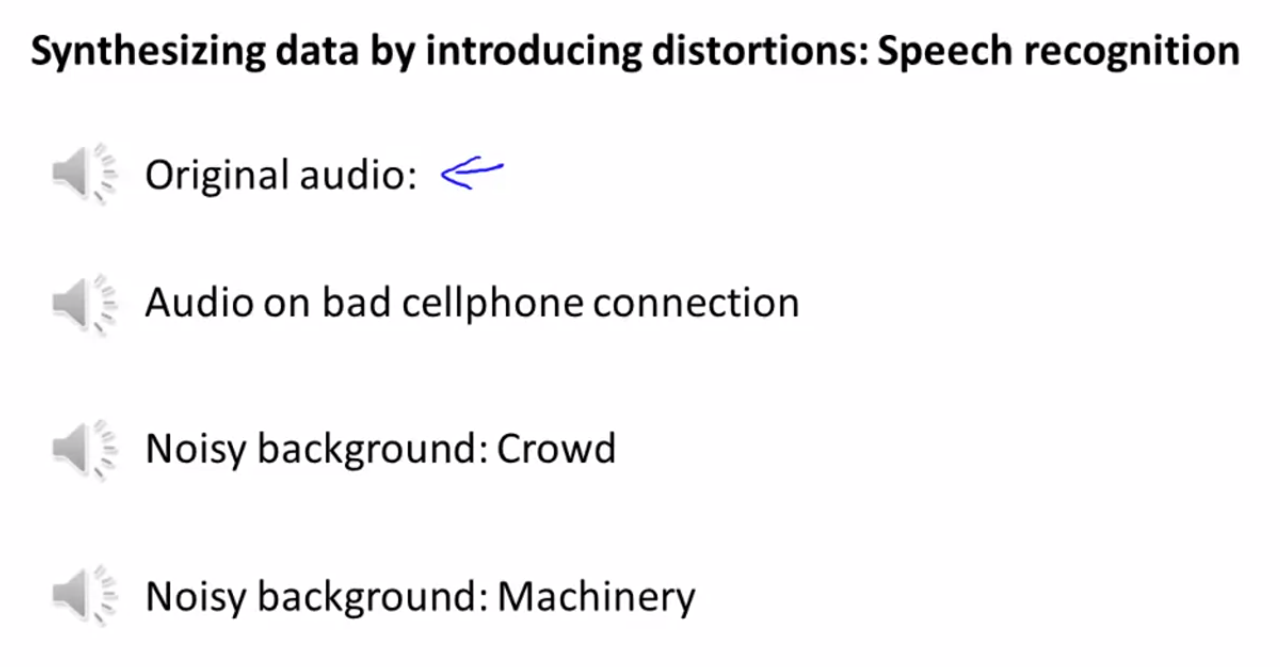 Synthesizing data by introducing distortions: Speech recognition
Original audio:
Audio on bad cellphone connection
Noisy background: Crowd
Noisy background: Machinery